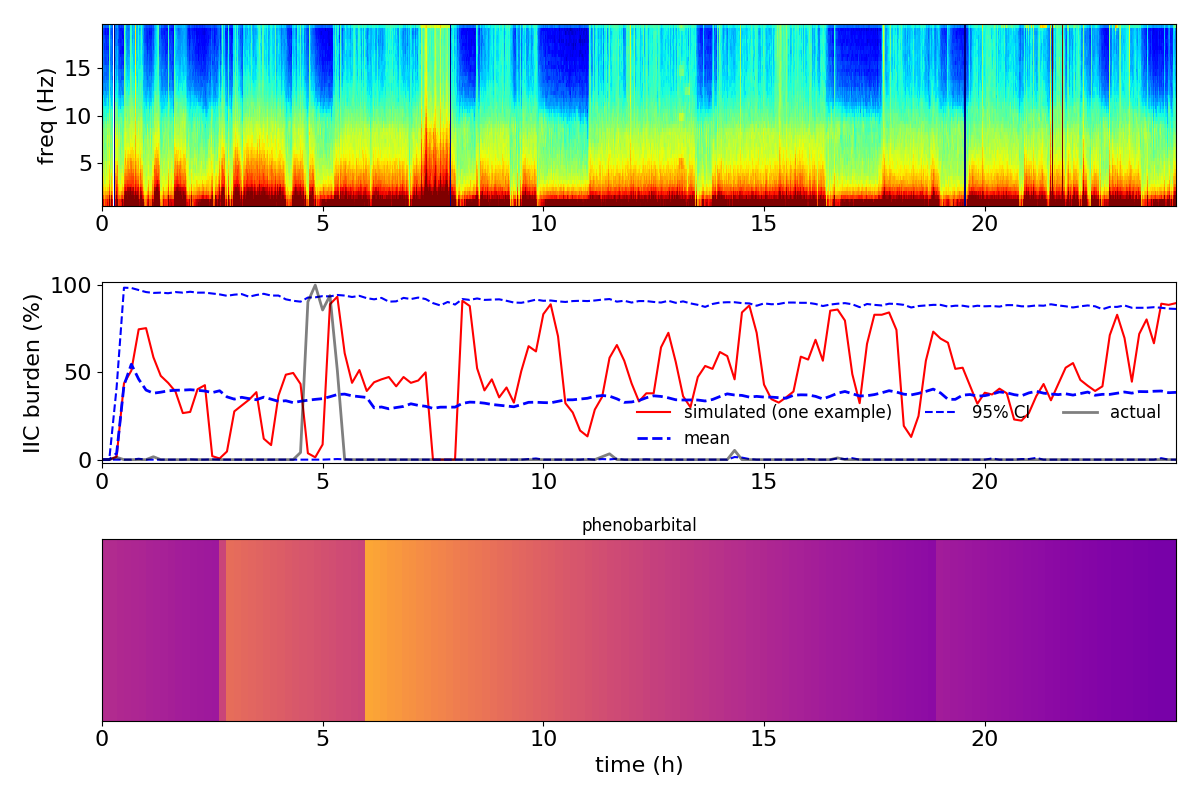 freq (Hz)
15
10
5
0 5 10 15 20
IIC burden (%)
100
50
0
simulated (one example) 95% CI actual
mean
0 5 10 15 20
phenobarbital
0 5 10 15 20
time (h)